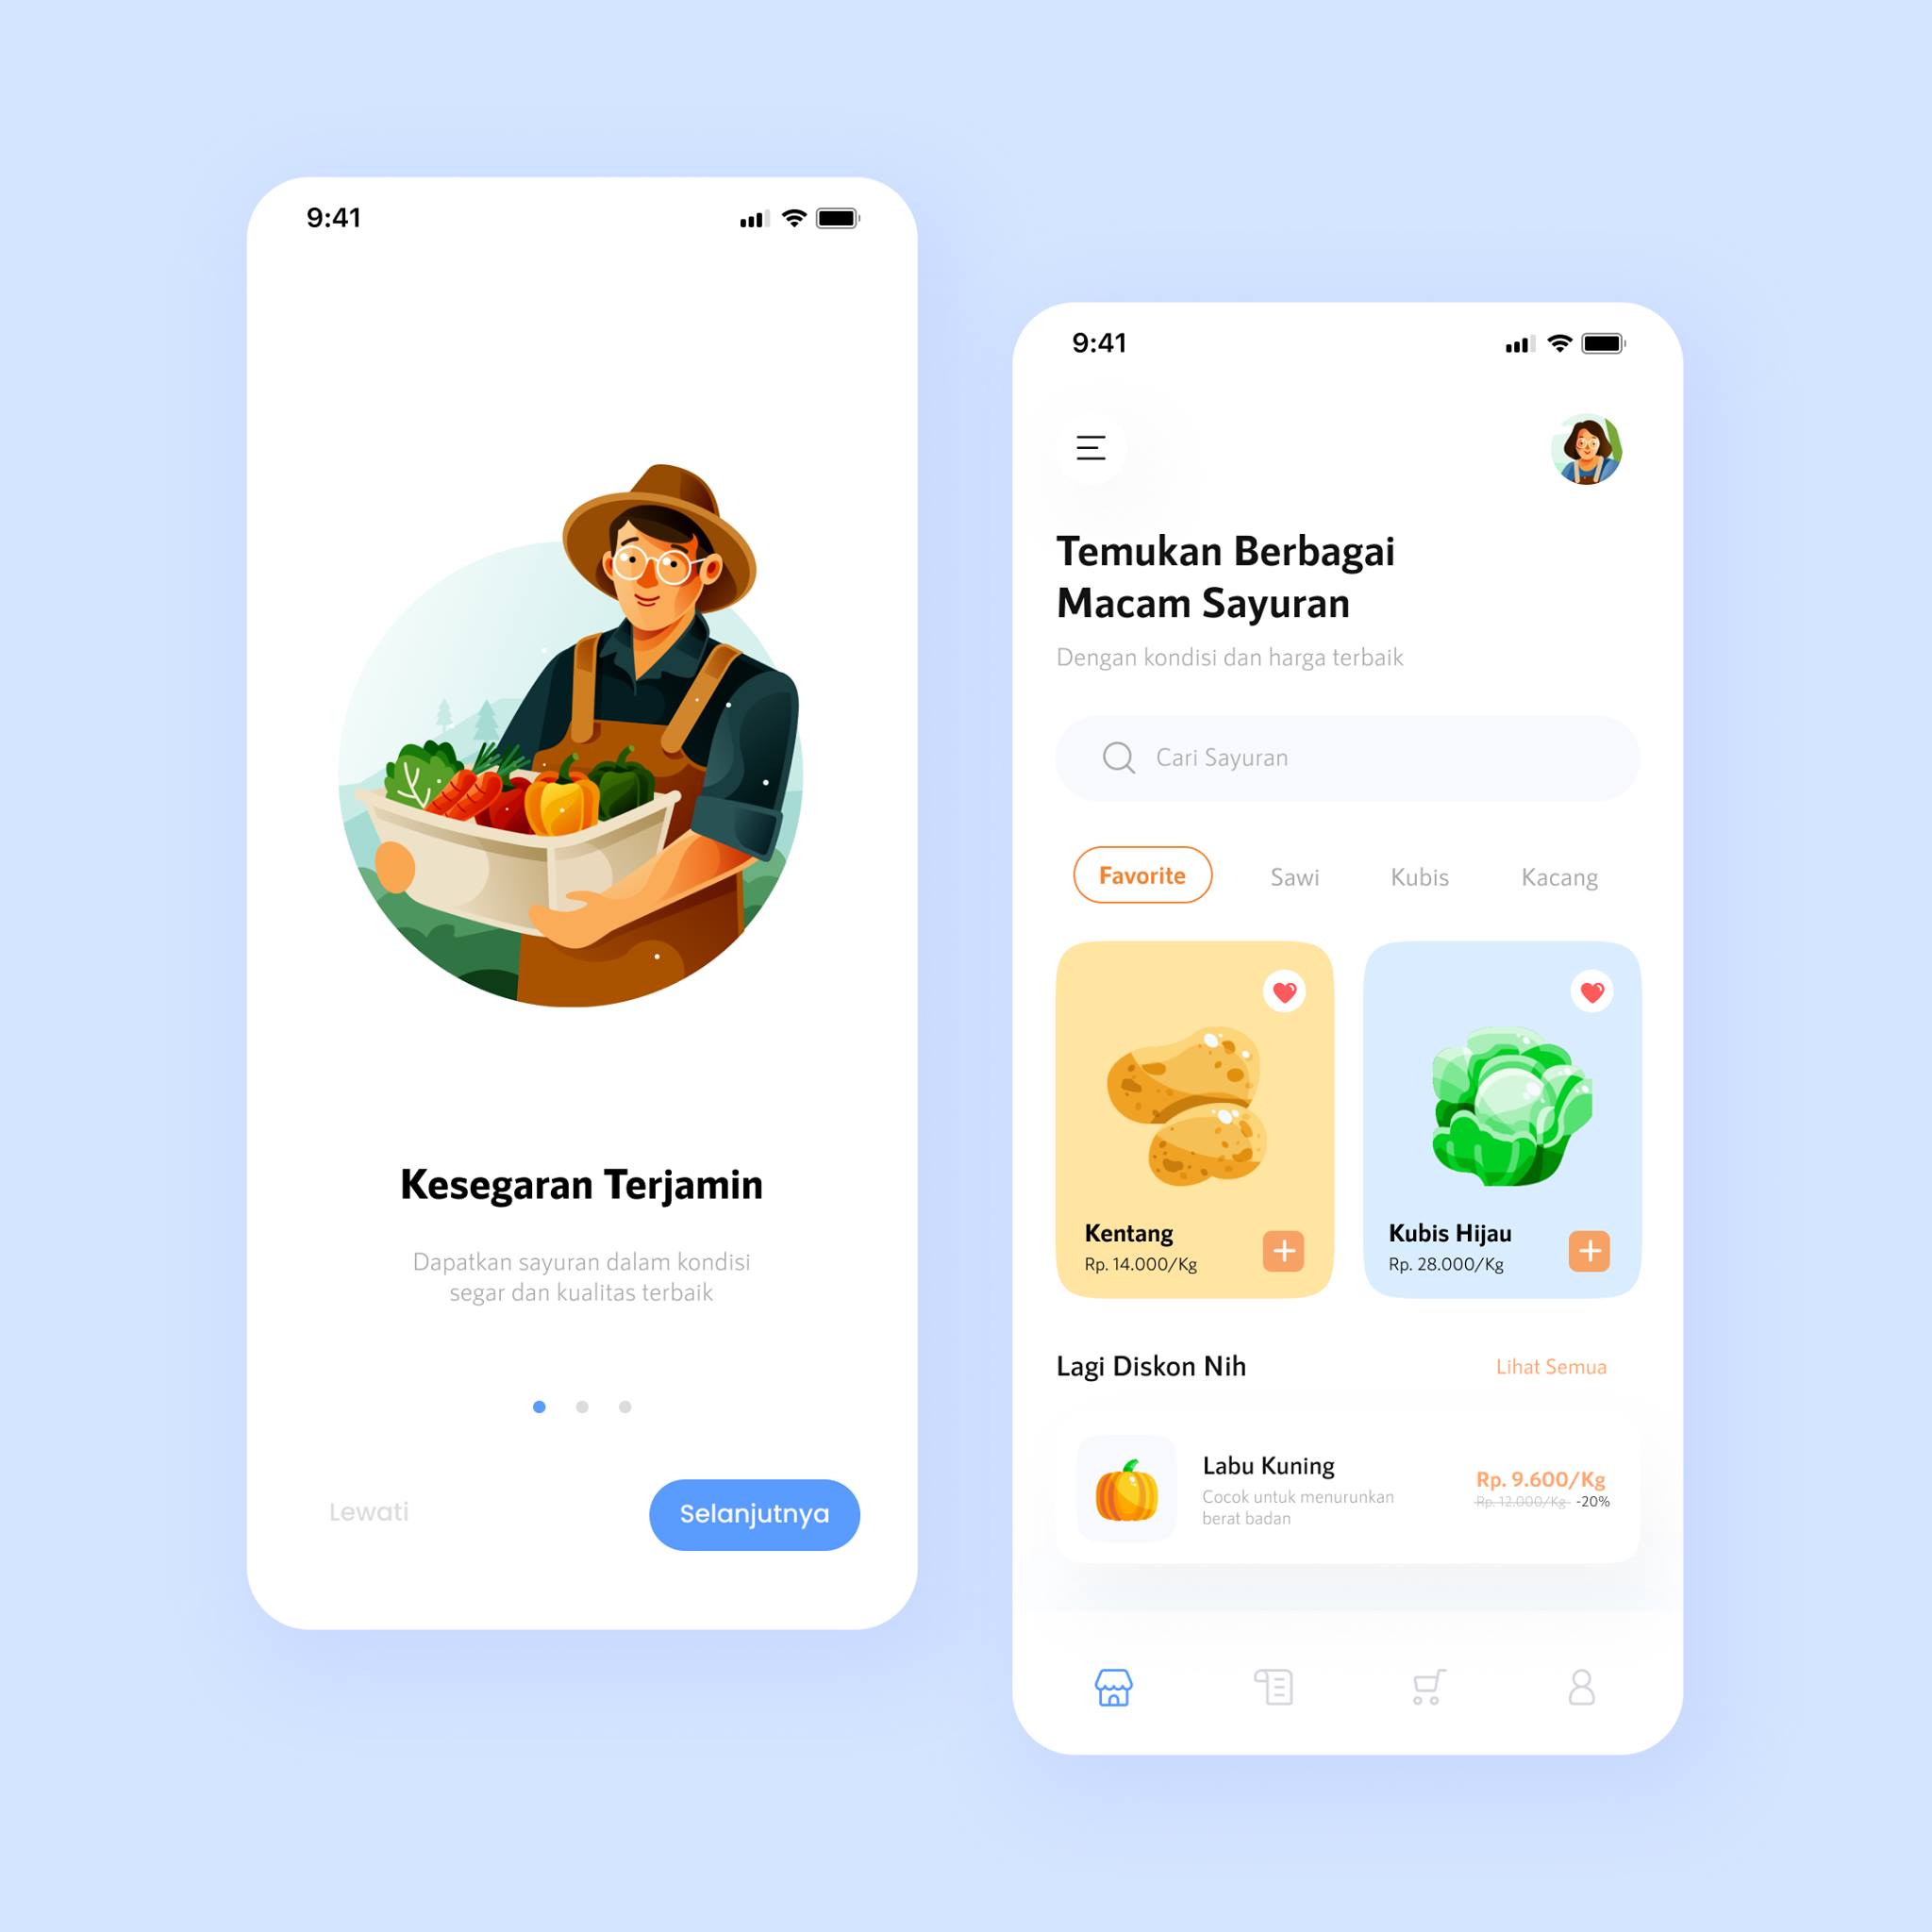 9:41
Kesegaran Terjamin
Dapatkan sayuran dalam kondisi
segar dan kualitas terbaik
Lewati
Selanjutnya
9:41
Temukan Berbagai
Macam Sayuran
Dengan kondisi dan harga terbaik
Cari Sayuran
Favorite
Sawi
Kubis
Kacang
Kentang
Rp. 14.000/Kg
Kubis Hijau
Rp. 28.000/Kg
Lagi Diskon Nih
Lihat Semua
Labu Kuning
Cocok untuk menurunkan
berat badan
Rp. 9.600/Kg
Rp. 12.000/Kg -20%